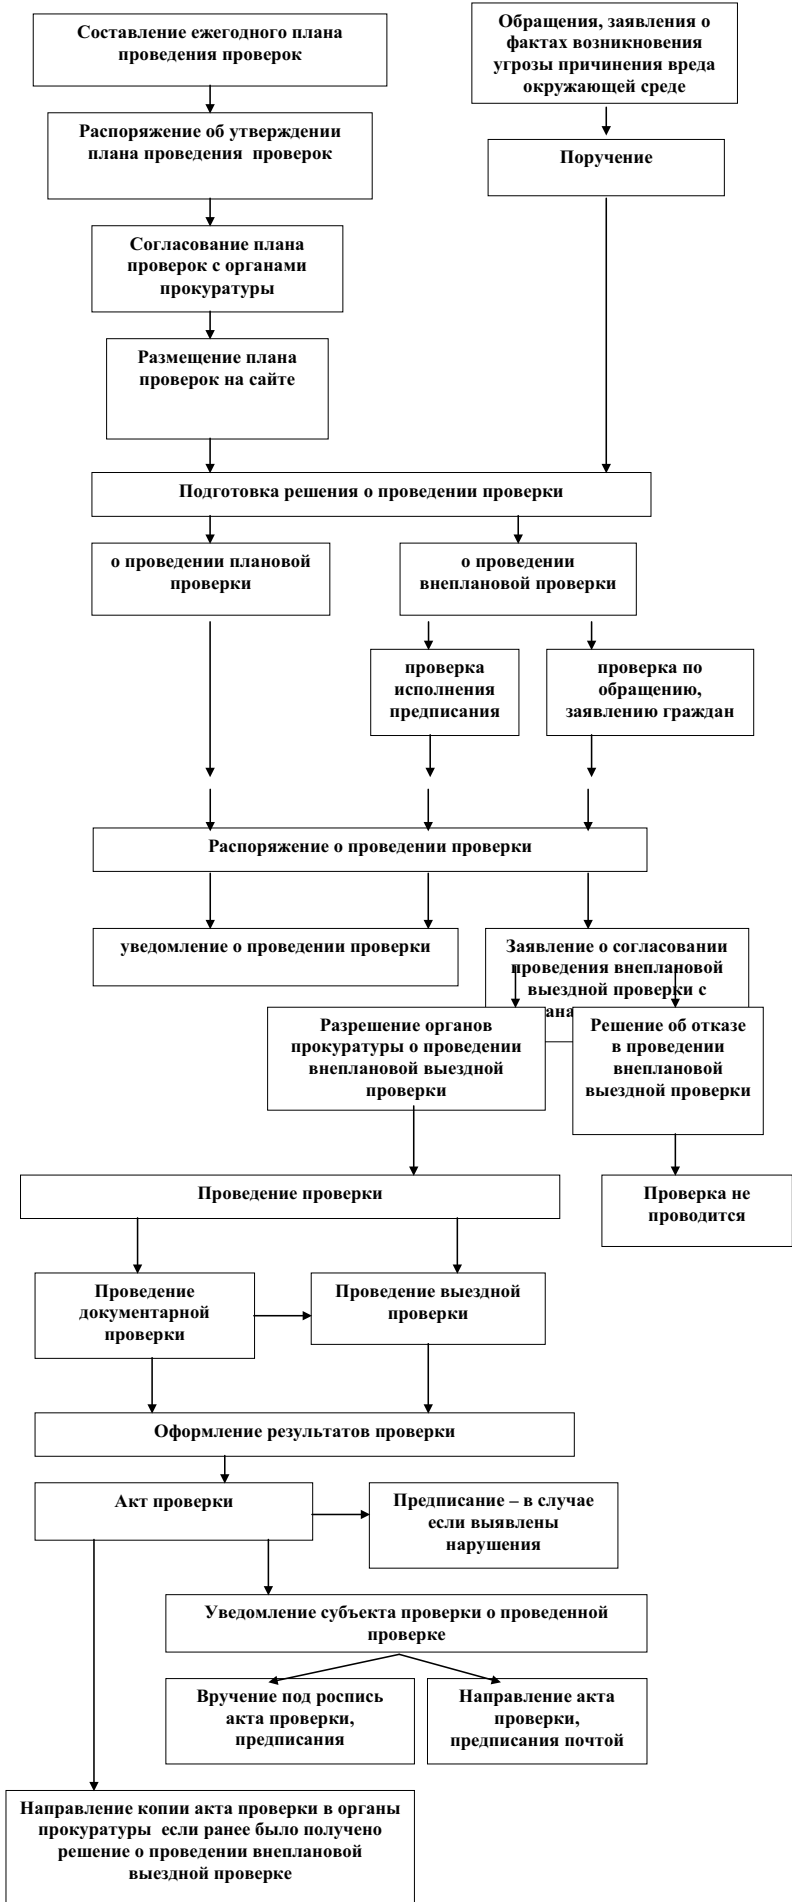 Составление ежегодного плана
проведения проверок
Обращения, заявления о
фактах возникновения
угрозы причинения вреда
окружающей среде
Распоряжение об утверждении
плана проведения проверок
Поручение
Согласование плана
проверок с органами
прокуратуры
Размещение плана
проверок на сайте
Подготовка решения о проведении проверки
о проведении плановой
проверки
о проведении
внеплановой проверки
проверка
исполнения
предписания
проверка по
обращению,
заявлению граждан
Распоряжение о проведении проверки
уведомление о проведении проверки
Заявление о согласовании
проведения внеплановой
выездной проверки с
Разрешение органов
прокуратуры о проведении
внеплановой выездной
проверки
Решение об отказе
в проведении
внеплановой
выездной проверки
Проведение проверки
Проверка не
проводится
Проведение
документарной
проверки
Проведение выездной
проверки
Оформление результатов проверки
Акт проверки
Предписание – в случае
если выявлены
нарушения
Уведомление субъекта проверки о проведенной
проверке
Вручение под роспись
акта проверки,
предписания
Направление акта
проверки,
предписания почтой
Направление копии акта проверки в органы
прокуратуры если ранее было получено
решение о проведении внеплановой
выездной проверке